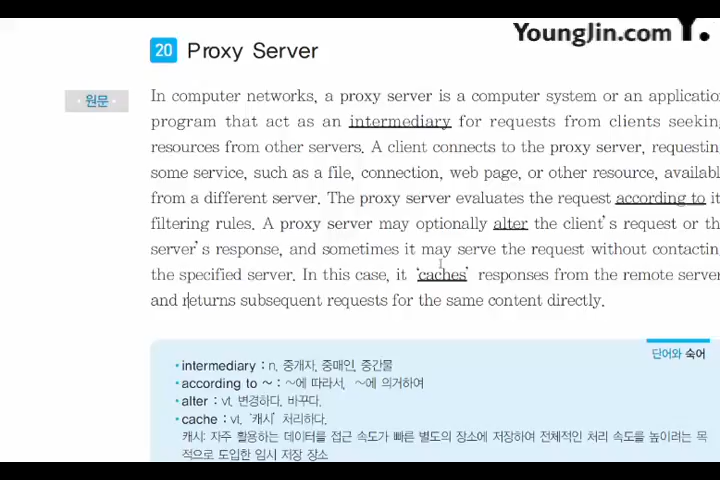 YoungJin.com Y.
20 Proxy Server
원문
In computer networks, a proxy server is a computer system or an
program that act as an intermediary for requests from clients
resources from other servers. A client connects to the proxy server,
some service, such as a file, connection, web page, or other resource,
from a different server. The proxy server evaluates the request according to
filtering rules. A proxy server may optionally alter the client's request or
server's response, and sometimes it may serve the request without
the specified server. In this case, it 'caches' responses from the remote
and returns subsequent requests for the same content directly.
단어와 숙어
•intermediary : n, 중개자, 중매인, 중간물
•according to ~ : ~에 따라서, ~에 의거하여
•alter : vt, 변경하다, 바꾸다.
•cache : vt, '캐시' 처리하다.
캐시: 자주 활용하는 데이터를 접근 속도가 빠른 별도의 장소에 저장하여 전체적인 처리 속도를 높이려는 목
적으로 도입한 임시 저장 장소